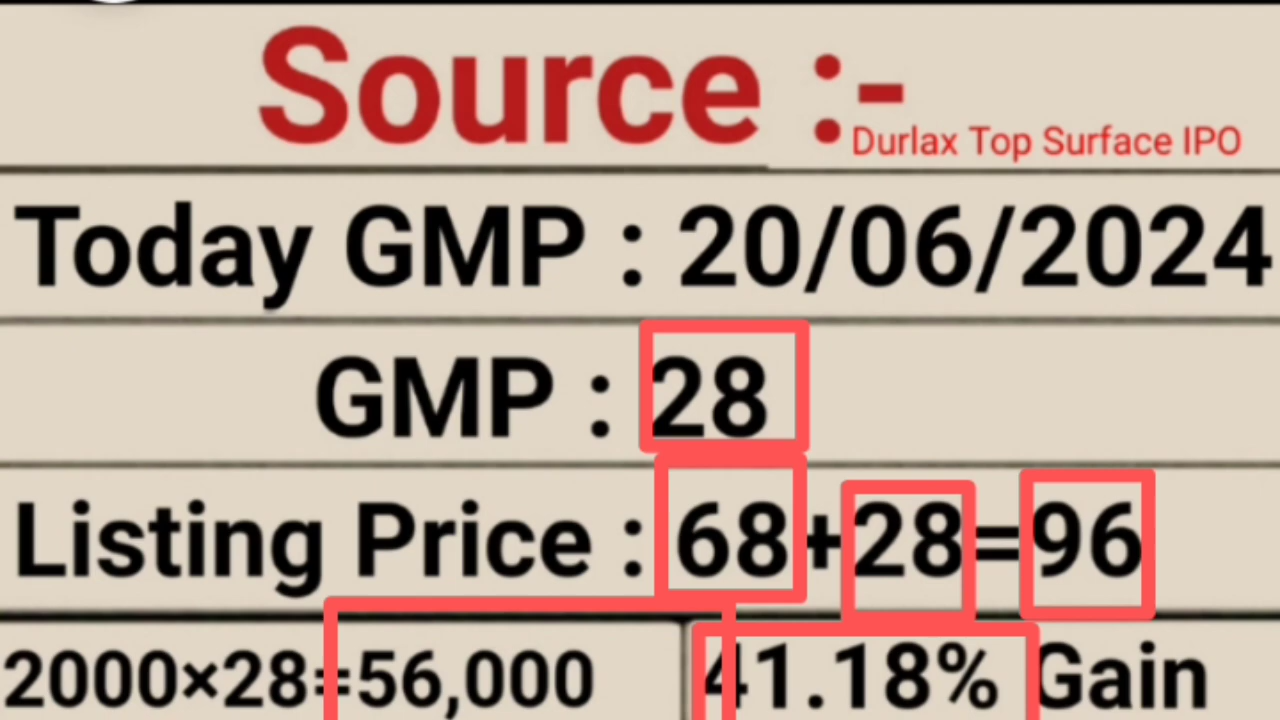 Source :-
Durlax Top Surface IPO
Today GMP : 20/06/2024
GMP : 28
Listing Price : 68+28=96
2000×28=56,000
41.18% Gain